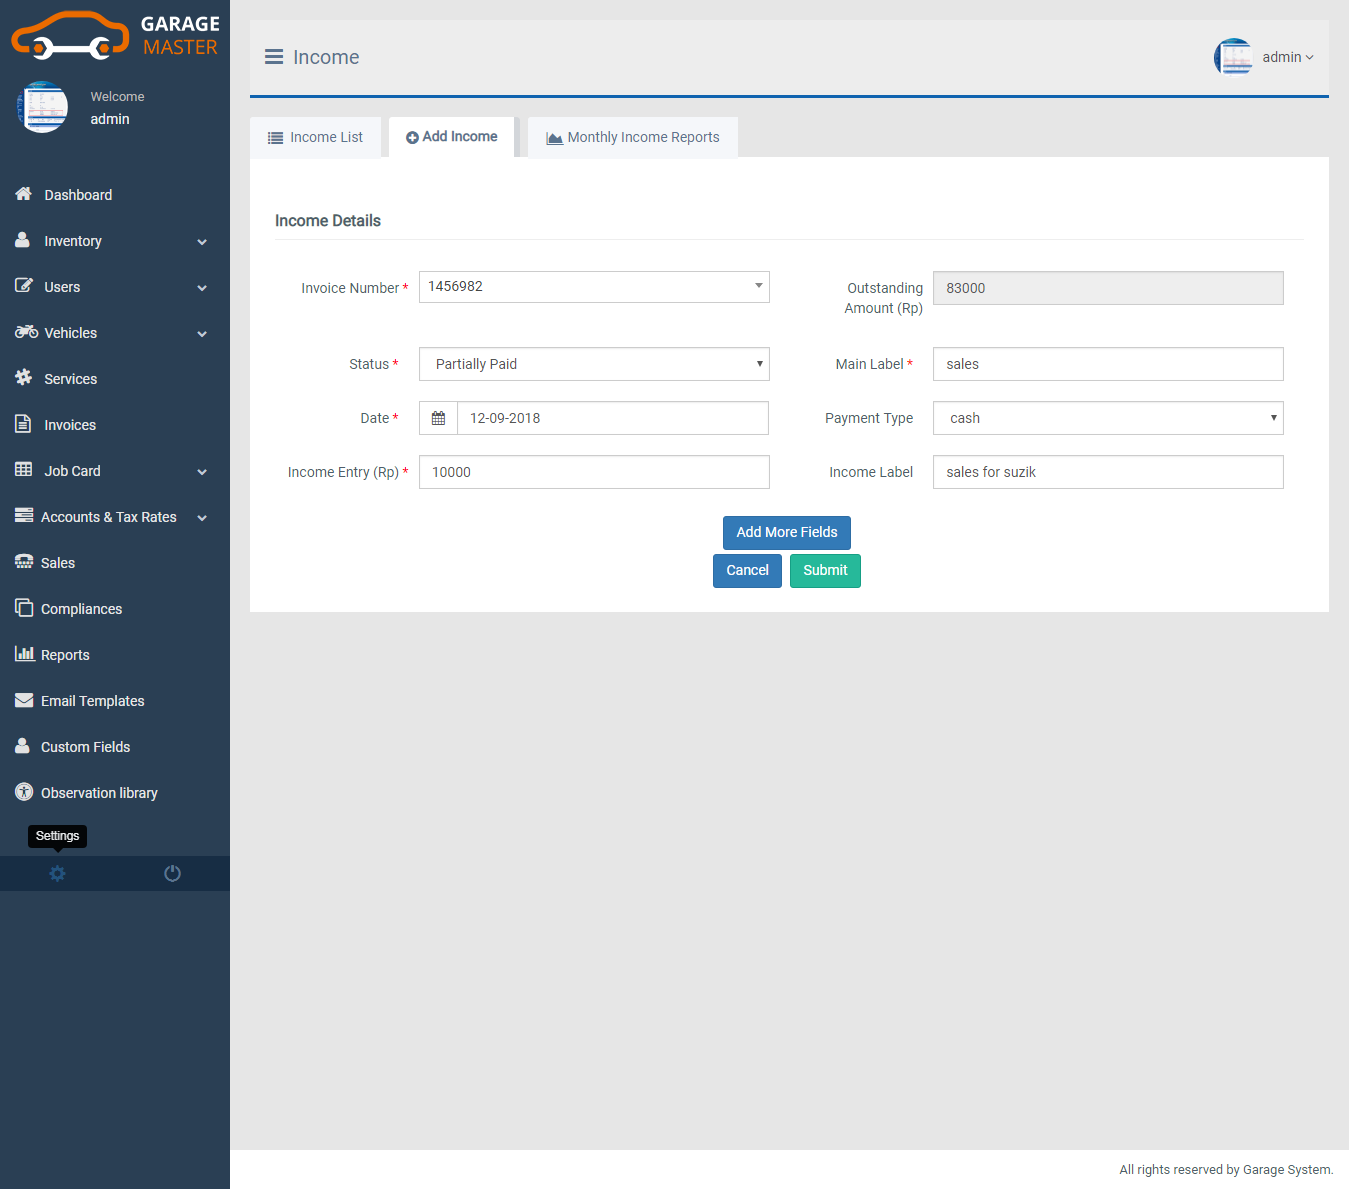 GARAGE
MASTER
Welcome
admin
Dashboard
Inventory
Users
Vehicles
Services
Invoices
Job Card
Accounts & Tax Rates
Sales
Compliances
Reports
Email Templates
Custom Fields
Observation library
Settings
Income
admin
Income List
Add Income
Monthly Income Reports
Income Details
Invoice Number * 1456982
Outstanding Amount (Rp) 83000
Status * Partially Paid
Main Label * sales
Date * 12-09-2018
Payment Type cash
Income Entry (Rp) * 10000
Income Label sales for suzik
Add More Fields
Cancel Submit
All rights reserved by Garage System.